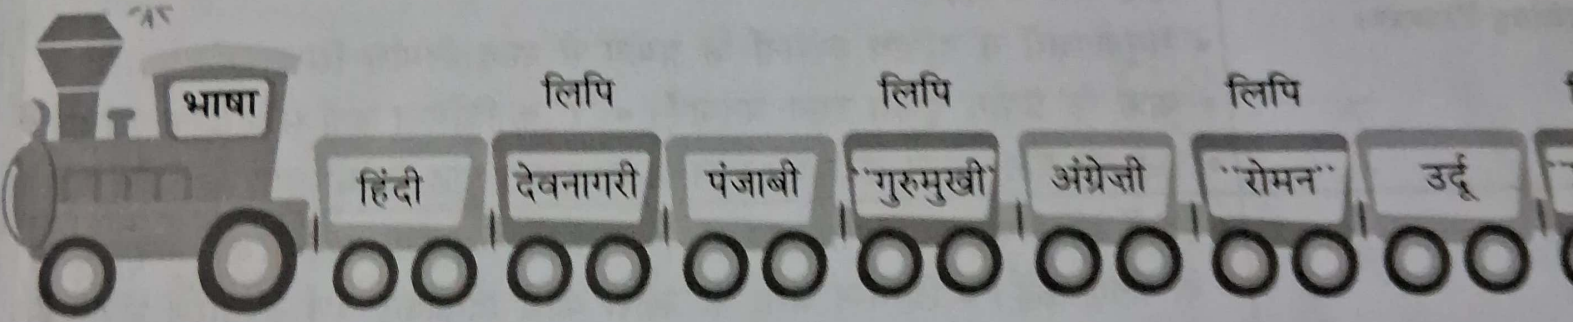 भाषा
लिपि लिपि लिपि
हिंदी देवनागरी पंजाबी ``गुरुमुखी`` अंग्रेज़ी ``रोमन`` उर्दू